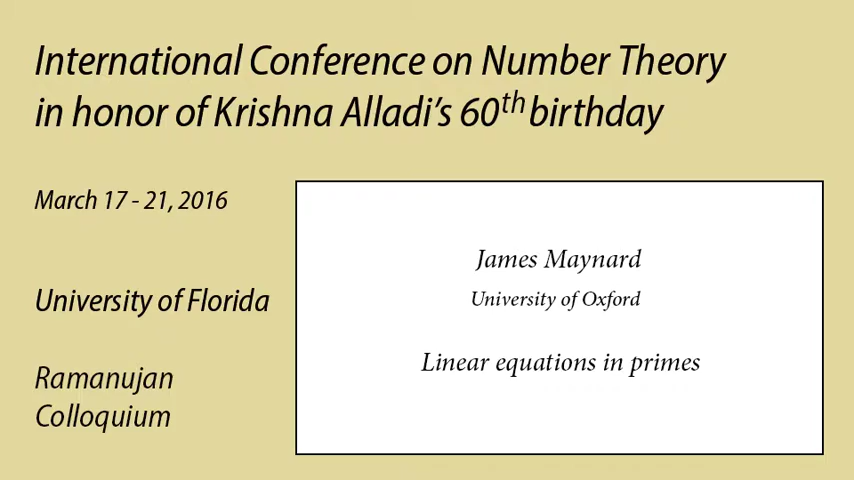 International Conference on Number Theory
in honor of Krishna Alladi's 60th birthday
March 17 - 21, 2016
University of Florida
Ramanujan
Colloquium
James Maynard
University of Oxford
Linear equations in primes